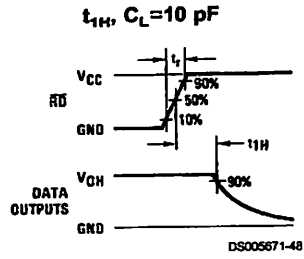 t1H, CL=10 pF
tr
VCC
90%
RD
50%
10%
GND
t1H
VOH
90%
DATA
OUTPUTS
GND
DS005671-48